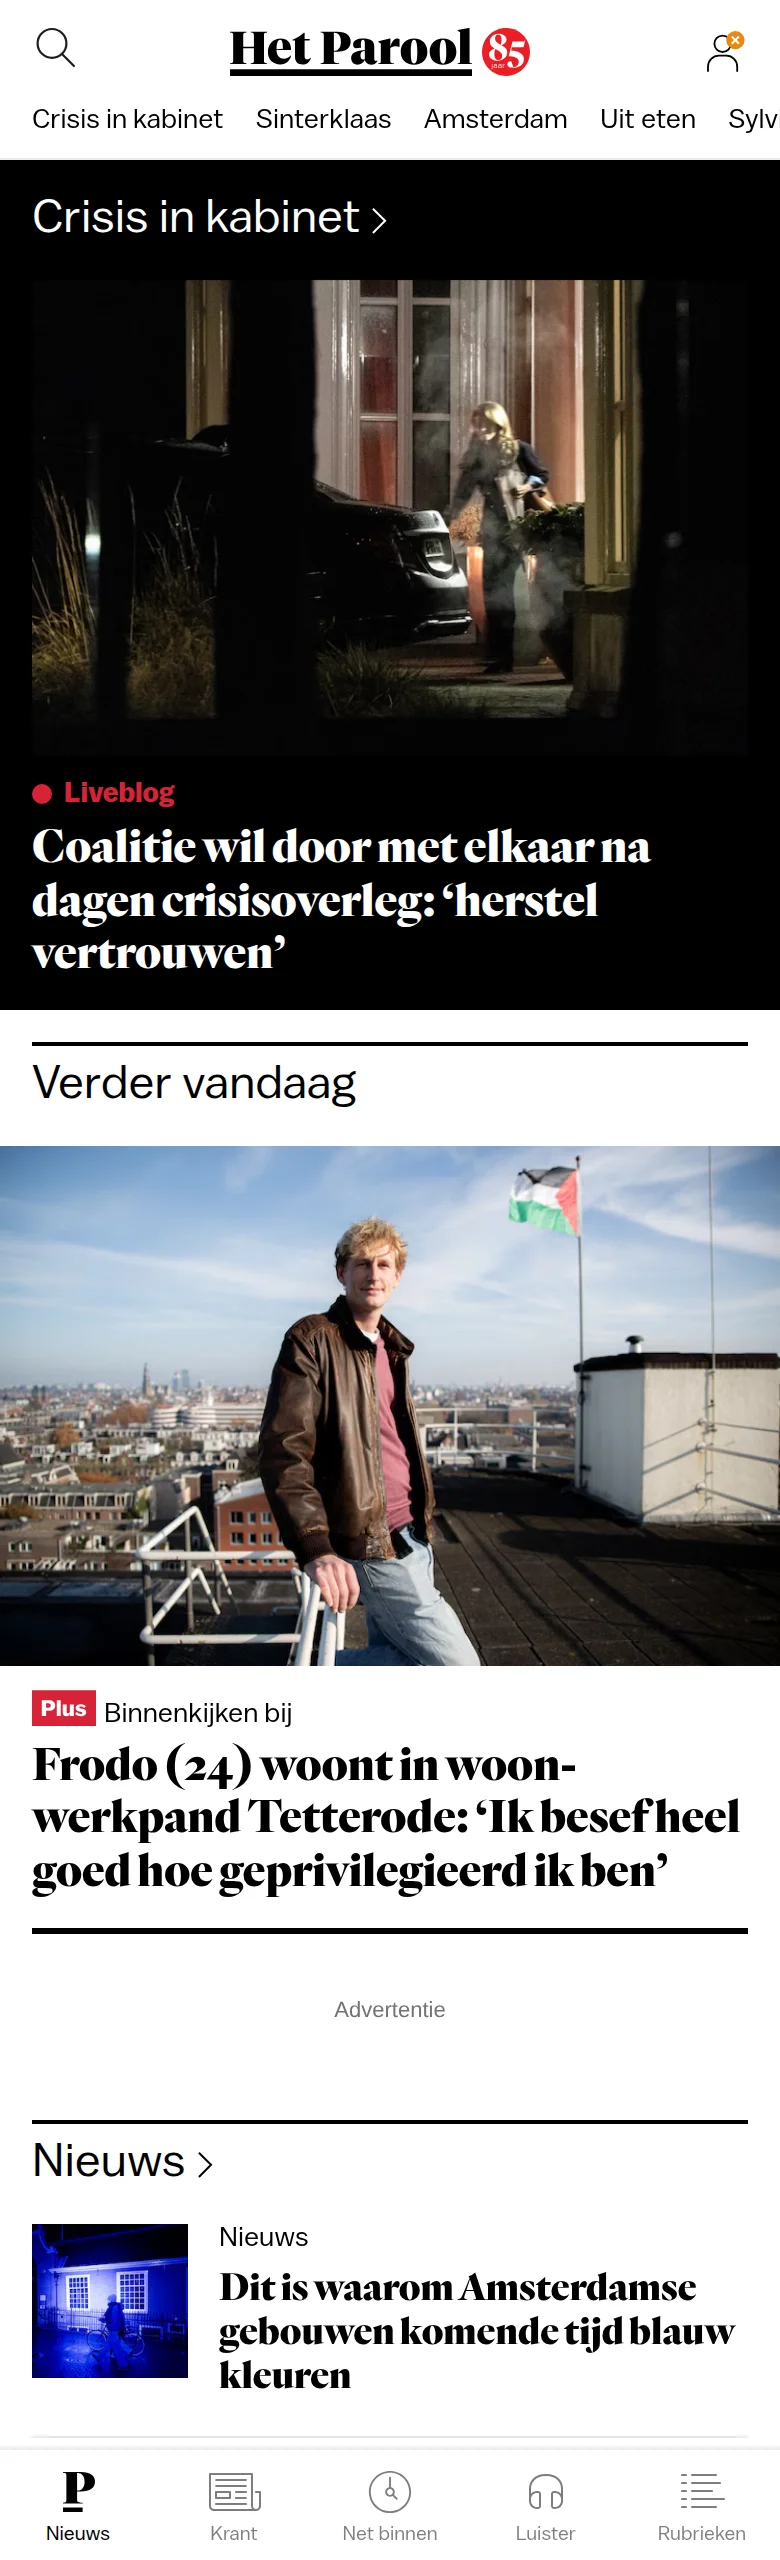 Het Parool 85 jaar
Crisis in kabinet Sinterklaas Amsterdam Uit eten Sylvi
Crisis in kabinet
Liveblog
Coalitie wil door met elkaar na
dagen crisisoverleg: ‘herstel
vertrouwen’
Verder vandaag
Plus Binnenkijken bij
Frodo (24) woont in woon-
werkpand Tetterode: ‘Ik besef heel
goed hoe geprivilegieerd ik ben’
Advertentie
Nieuws
Nieuws
Dit is waarom Amsterdamse
gebouwen komende tijd blauw
kleuren
Nieuws Krant Net binnen Luister Rubrieken